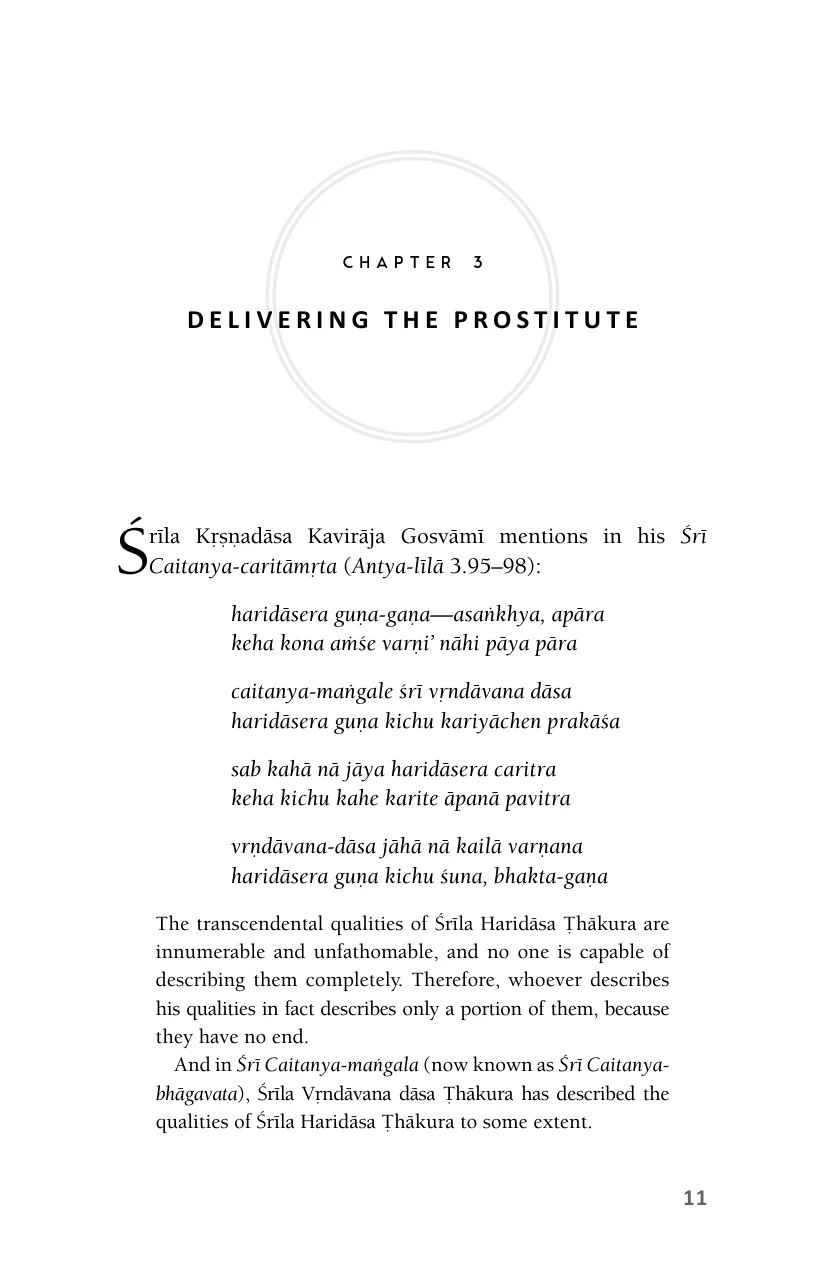 CHAPTER 3
DELIVERING THE PROSTITUTE
Śrīla Kṛṣṇadāsa Kavirāja Gosvāmī mentions in his Śrī
Caitanya-caritāmṛta (Antya-līlā 3.95–98):
haridāsera guṇa-gaṇa—asaṅkhya, apāra
keha kona aṁśe varṇi’ nāhi pāya pāra
caitanya-maṅgale śrī vṛndāvana dāsa
haridāsera guṇa kichu kariyāchen prakāśa
sab kahā nā jāya haridāsera caritra
keha kichu kahe karite āpanā pavitra
vṛṇdāvana-dāsa jāhā nā kailā varṇana
haridāsera guṇa kichu śuna, bhakta-gaṇa
The transcendental qualities of Śrīla Haridāsa Ṭhākura are
innumerable and unfathomable, and no one is capable of
describing them completely. Therefore, whoever describes
his qualities in fact describes only a portion of them, because
they have no end.
And in Śrī Caitanya-maṅgala (now known as Śrī Caitanya-
bhāgavata), Śrīla Vṛndāvana dāsa Ṭhākura has described the
qualities of Śrīla Haridāsa Ṭhākura to some extent.
11